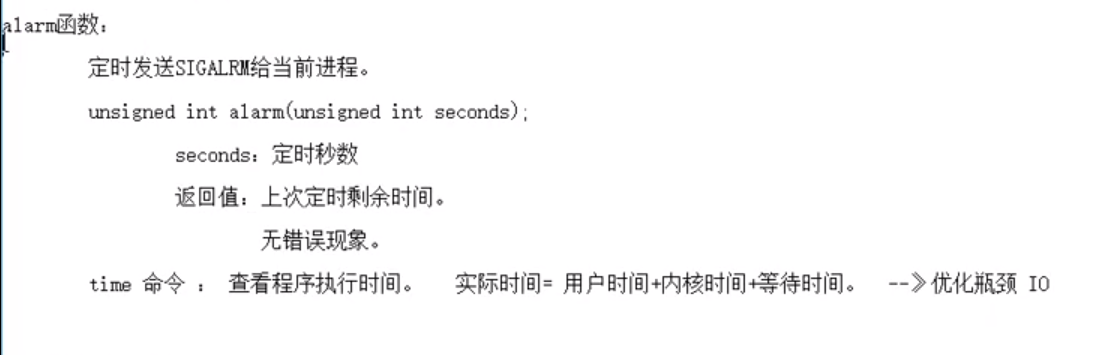 alarm函数：
定时发送SIGALRM给当前进程。
unsigned int alarm(unsigned int seconds);
seconds：定时秒数
返回值：上次定时剩余时间。
无错误现象。
time 命令 ： 查看程序执行时间。 实际时间= 用户时间+内核时间+等待时间。 --》优化瓶颈 IO